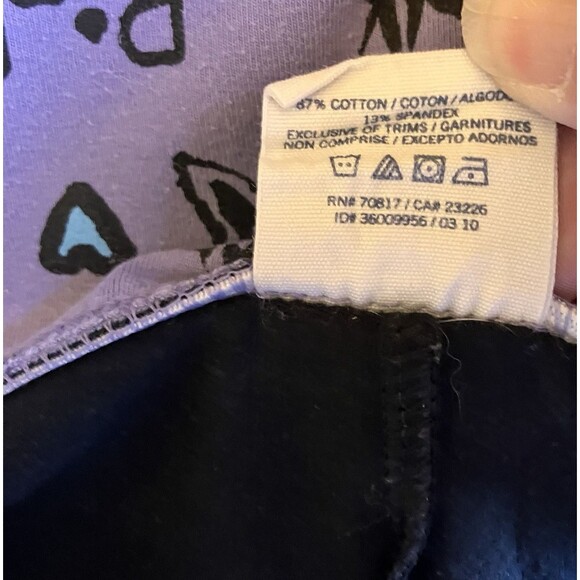 87% COTTON / COTON / ALGODO
13% SPANDEX
EXCLUSIVE OF TRIMS / GARNITURES
NON COMPRISE / EXCEPTO ADORNOS
RN# 70817 / CA# 23226
ID# 36009956 / 03 10